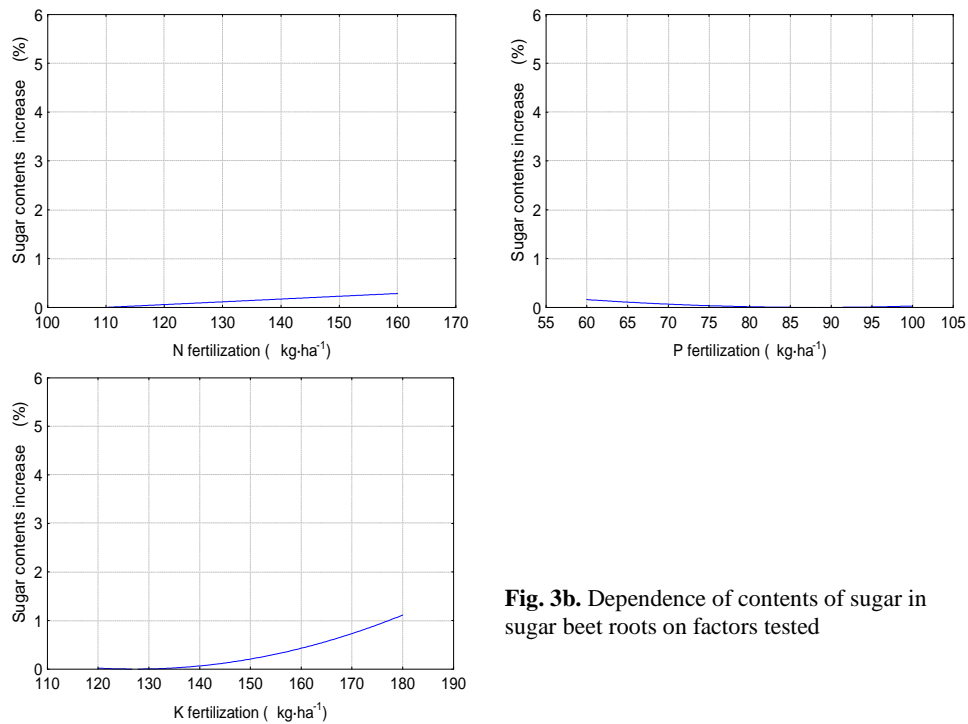 6
5
4
3
2
1
0
Sugar contents increase (%)
100 110 120 130 140 150 160 170
N fertilization ( kg·ha⁻¹)
6
5
4
3
2
1
0
Sugar contents increase (%)
55 60 65 70 75 80 85 90 95 100 105
P fertilization ( kg·ha⁻¹)
6
5
4
3
2
1
0
Sugar contents increase (%)
110 120 130 140 150 160 170 180 190
K fertilization ( kg·ha⁻¹)
Fig. 3b. Dependence of contents of sugar in
sugar beet roots on factors tested